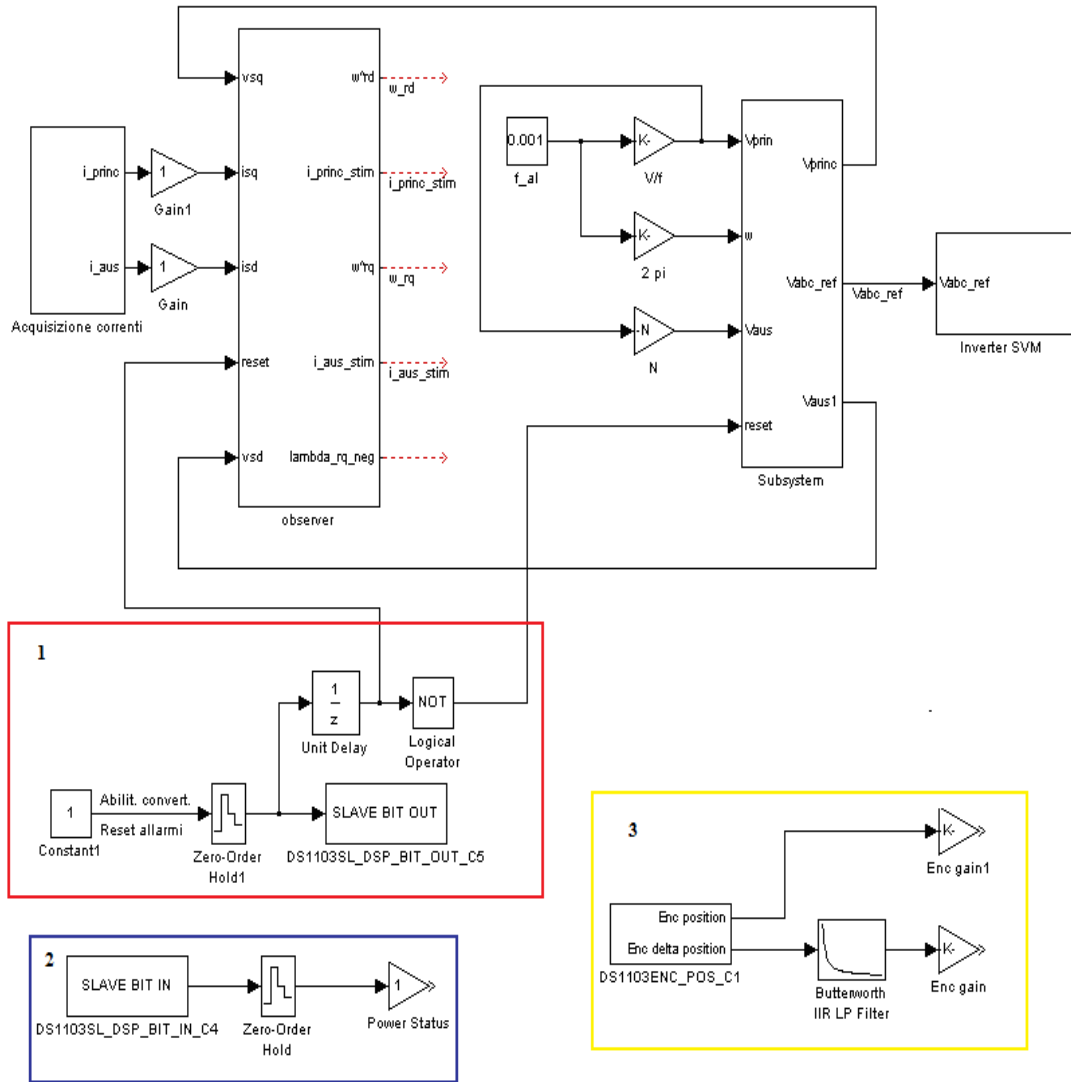 vsq
w^rd
w_rd
i_princ
1
Gain1
isq
i_princ_stim
i_princ_stim
i_aus
1
Gain
isd
w^rq
w_rq
Acquisizione correnti
reset
i_aus_stim
i_aus_stim
vsd
lambda_rq_neg
observer
0.001
f_al
K-
V/f
K-
2 pi
-N
N
Vprin
Vprinc
w
Vabc_ref
Vabc_ref
Vaus
Vaus1
reset
Subsystem
Vabc_ref
Inverter SVM
1
1
z
Unit Delay
NOT
Logical
Operator
1
Constant1
Abilit. convert.
Reset allarmi
Zero-Order
Hold1
SLAVE BIT OUT
DS1103SL_DSP_BIT_OUT_C5
2
SLAVE BIT IN
DS1103SL_DSP_BIT_IN_C4
Zero-Order
Hold
1
Power Status
3
Enc position
Enc delta position
DS1103ENC_POS_C1
K-
Enc gain1
Butterworth
IIR LP Filter
K-
Enc gain